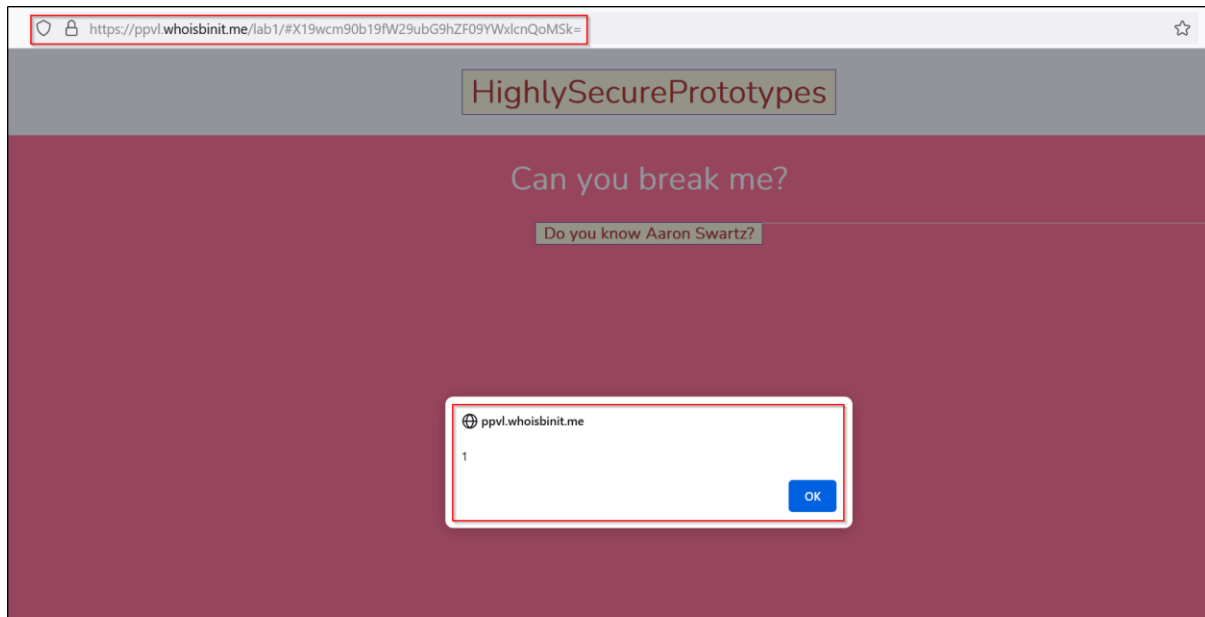 https://ppvl.whoisbinit.me/lab1/#X19wcm90b19fW29ubG9hZF09YWxlcnQoMSk=
HighlySecurePrototypes
Can you break me?
Do you know Aaron Swartz?
ppvl.whoisbinit.me
1
OK